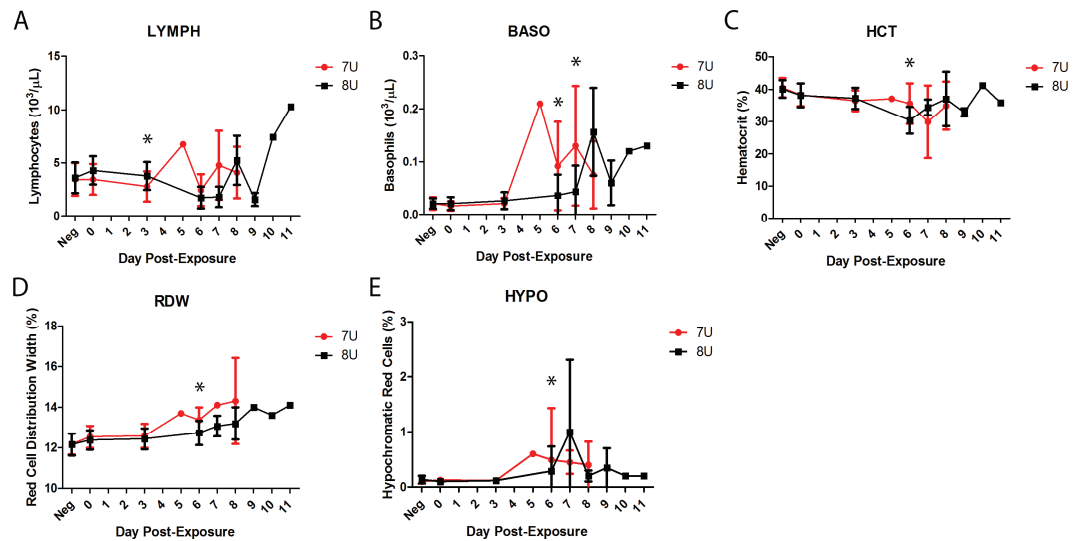 A
LYMPH
Lymphocytes (10³/µL)
15
10
5
0
*
7U
8U
Neg 0 1 2 3 4 5 6 7 8 9 10 11
Day Post-Exposure
B
BASO
Basophils (10³/µL)
0.3
0.2
0.1
0.0
* *
7U
8U
Neg 0 1 2 3 4 5 6 7 8 9 10 11
Day Post-Exposure
C
HCT
Hematocrit (%)
50
40
30
20
10
0
*
7U
8U
Neg 0 1 2 3 4 5 6 7 8 9 10 11
Day Post-Exposure
D
RDW
Red Cell Distribution Width (%)
18
16
14
12
10
*
7U
8U
Neg 0 1 2 3 4 5 6 7 8 9 10 11
Day Post-Exposure
E
HYPO
Hypochromatic Red Cells (%)
3
2
1
0
*
7U
8U
Neg 0 1 2 3 4 5 6 7 8 9 10 11
Day Post-Exposure